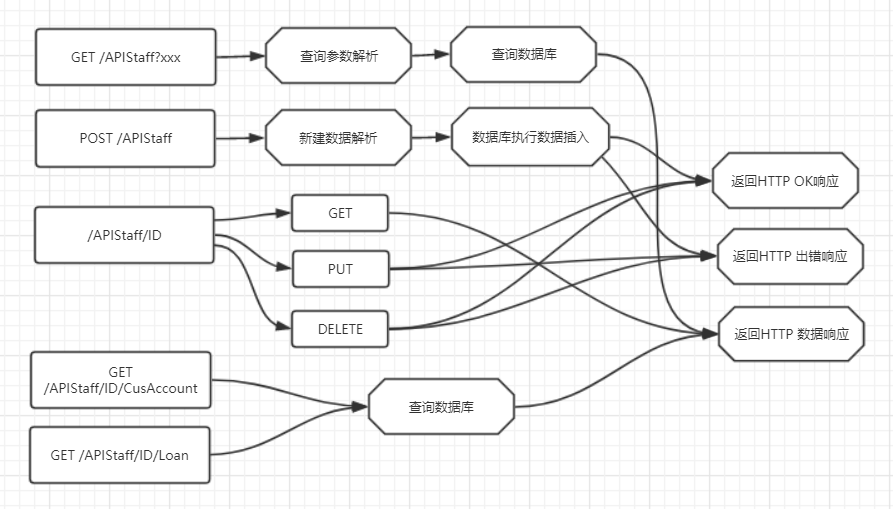 GET /APIStaff?xxx
查询参数解析
查询数据库
POST /APIStaff
新建数据解析
数据库执行数据插入
返回HTTP OK响应
/APIStaff/ID
GET
PUT
DELETE
返回HTTP 出错响应
返回HTTP 数据响应
GET
/APIStaff/ID/CusAccount
查询数据库
GET /APIStaff/ID/Loan